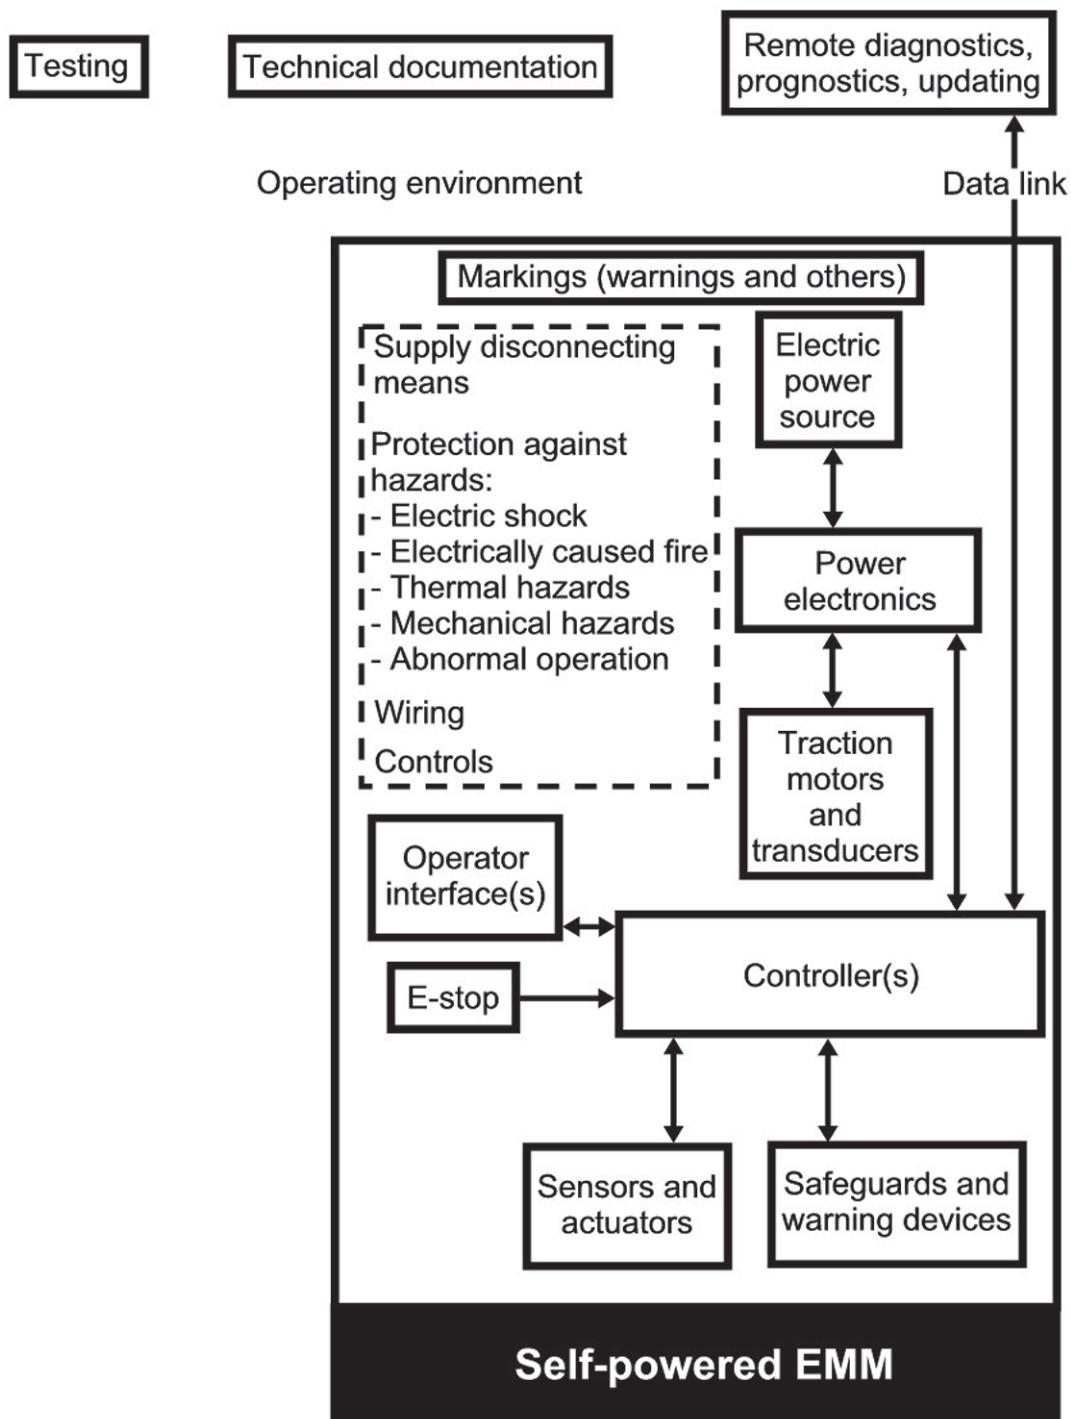 Testing
Technical documentation
Remote diagnostics,
prognostics, updating
Operating environment
Data link
Markings (warnings and others)
Supply disconnecting
means
Protection against
hazards:
- Electric shock
- Electrically caused fire
- Thermal hazards
- Mechanical hazards
- Abnormal operation
Wiring
Controls
Electric
power
source
Power
electronics
Traction
motors
and
transducers
Operator
interface(s)
E-stop
Controller(s)
Sensors and
actuators
Safeguards and
warning devices
Self-powered EMM